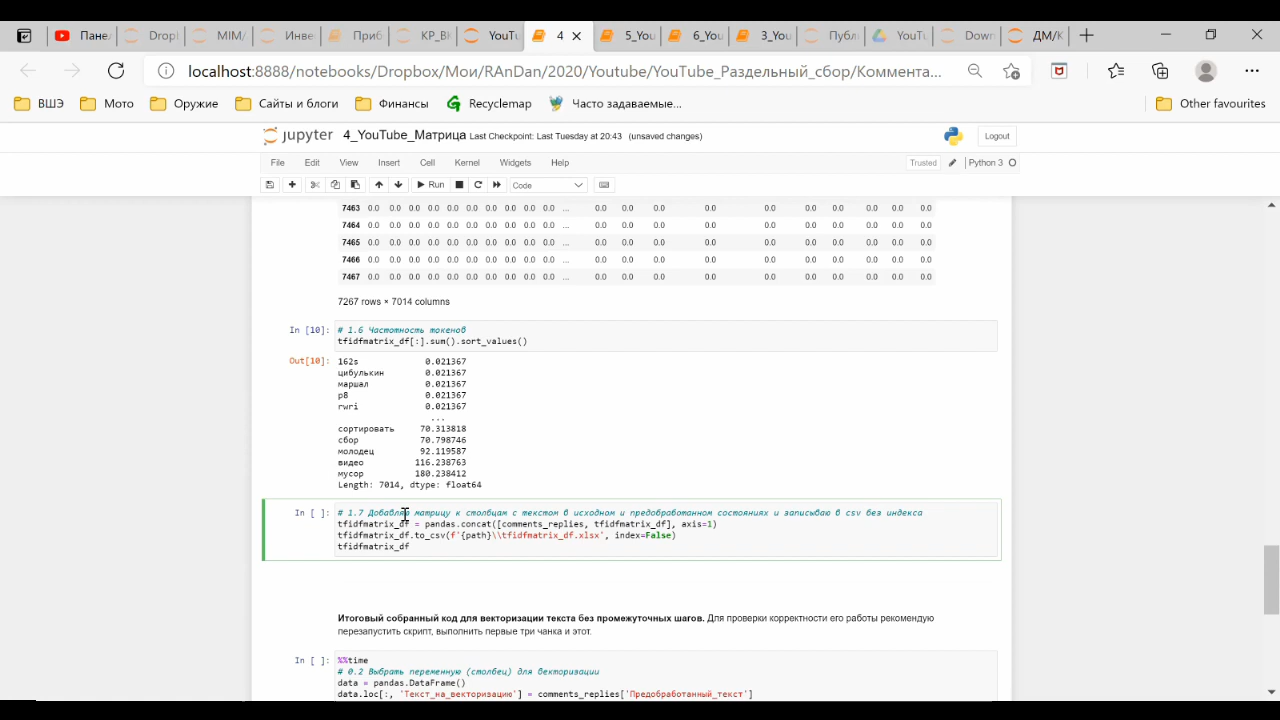 Пане
Dropl
MIM/
Инве
Приб
KP_BK
YouTu
4
5_You
6_You
3_You
Публ
YouTu
Down
ДМ/К
localhost:8888/notebooks/Dropbox/Мои/RAnDan/2020/Youtube/YouTube_Раздельный_сбор/Коммента...
ВШЭ
Мото
Оружие
Сайты и блоги
Финансы
Recyclemap
Часто задаваемые...
Other favourites
jupyter 4_YouTube_Матрица Last Checkpoint: Last Tuesday at 20:43 (unsaved changes)
Logout
File Edit View Insert Cell Kernel Widgets Help
Trusted
Python 3
Run
Code
7463 0.0 0.0 0.0 0.0 0.0 0.0 0.0 0.0 0.0 0.0 ... 0.0 0.0 0.0 0.0 0.0 0.0 0.0 0.0 0.0 0.0
7464 0.0 0.0 0.0 0.0 0.0 0.0 0.0 0.0 0.0 0.0 ... 0.0 0.0 0.0 0.0 0.0 0.0 0.0 0.0 0.0 0.0
7465 0.0 0.0 0.0 0.0 0.0 0.0 0.0 0.0 0.0 0.0 ... 0.0 0.0 0.0 0.0 0.0 0.0 0.0 0.0 0.0 0.0
7466 0.0 0.0 0.0 0.0 0.0 0.0 0.0 0.0 0.0 0.0 ... 0.0 0.0 0.0 0.0 0.0 0.0 0.0 0.0 0.0 0.0
7467 0.0 0.0 0.0 0.0 0.0 0.0 0.0 0.0 0.0 0.0 ... 0.0 0.0 0.0 0.0 0.0 0.0 0.0 0.0 0.0 0.0
7267 rows × 7014 columns
In [10]: # 1.6 Частотность токенов
tfidfmatrix_df[:].sum().sort_values()
Out[10]: 162s 0.021367
цибулькин 0.021367
маршал 0.021367
p8 0.021367
rwri 0.021367
...
сортировать 70.313818
сбор 70.798746
молодец 92.119587
видео 116.238763
мусор 180.238412
Length: 7014, dtype: float64
In [ ]: # 1.7 Добавляю матрицу к столбцам с текстом в исходном и предобработанном состояниях и записываю в csv без индекса
tfidfmatrix_df = pandas.concat([comments_replies, tfidfmatrix_df], axis=1)
tfidfmatrix_df.to_csv(f'{path}\\tfidfmatrix_df.xlsx', index=False)
tfidfmatrix_df
Итоговый собранный код для векторизации текста без промежуточных шагов. Для проверки корректности его работы рекомендую
перезапустить скрипт, выполнить первые три чанка и этот.
In [ ]: %%time
# 0.2 Выбрать переменную (столбец) для векторизации
data = pandas.DataFrame()
data.loc[:, 'Текст_на_векторизацию'] = comments_replies['Предобработанный_текст']